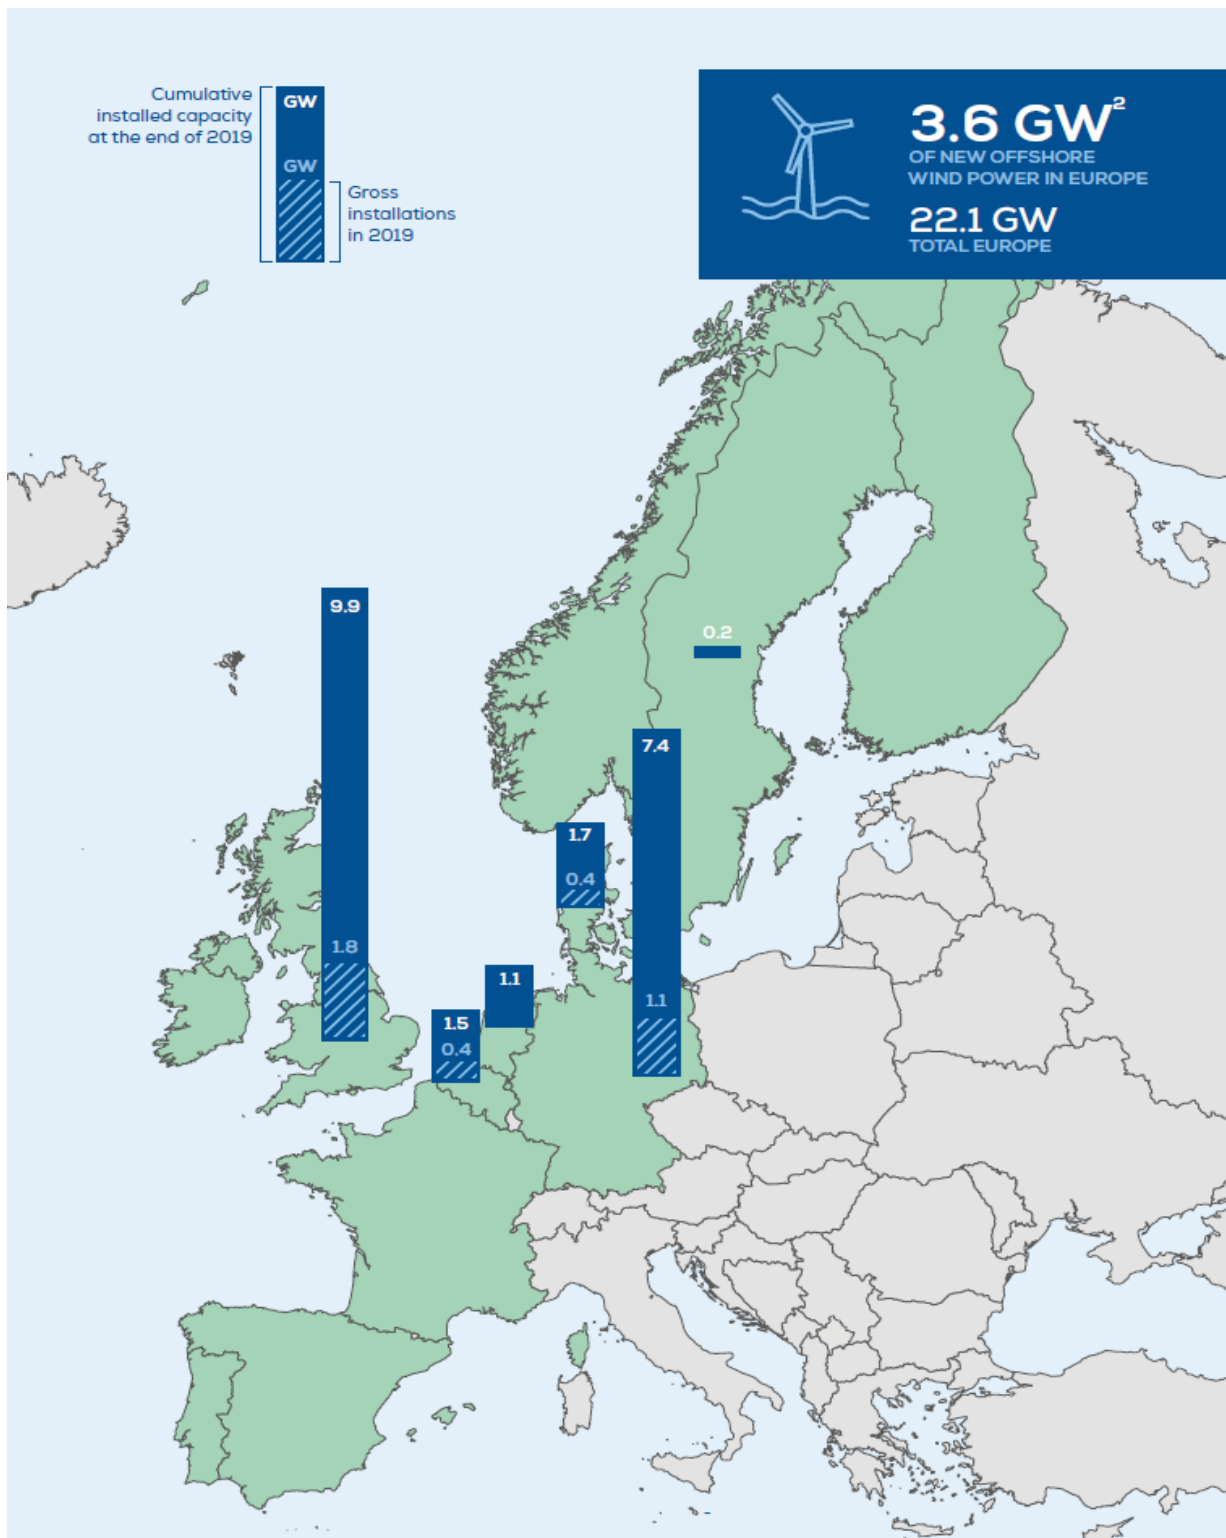 Cumulative
installed capacity
at the end of 2019
GW
GW
Gross
installations
in 2019
3.6 GW²
OF NEW OFFSHORE
WIND POWER IN EUROPE
22.1 GW
TOTAL EUROPE
9.9
0.2
7.4
1.7
0.4
1.8
1.1
1.1
1.5
0.4